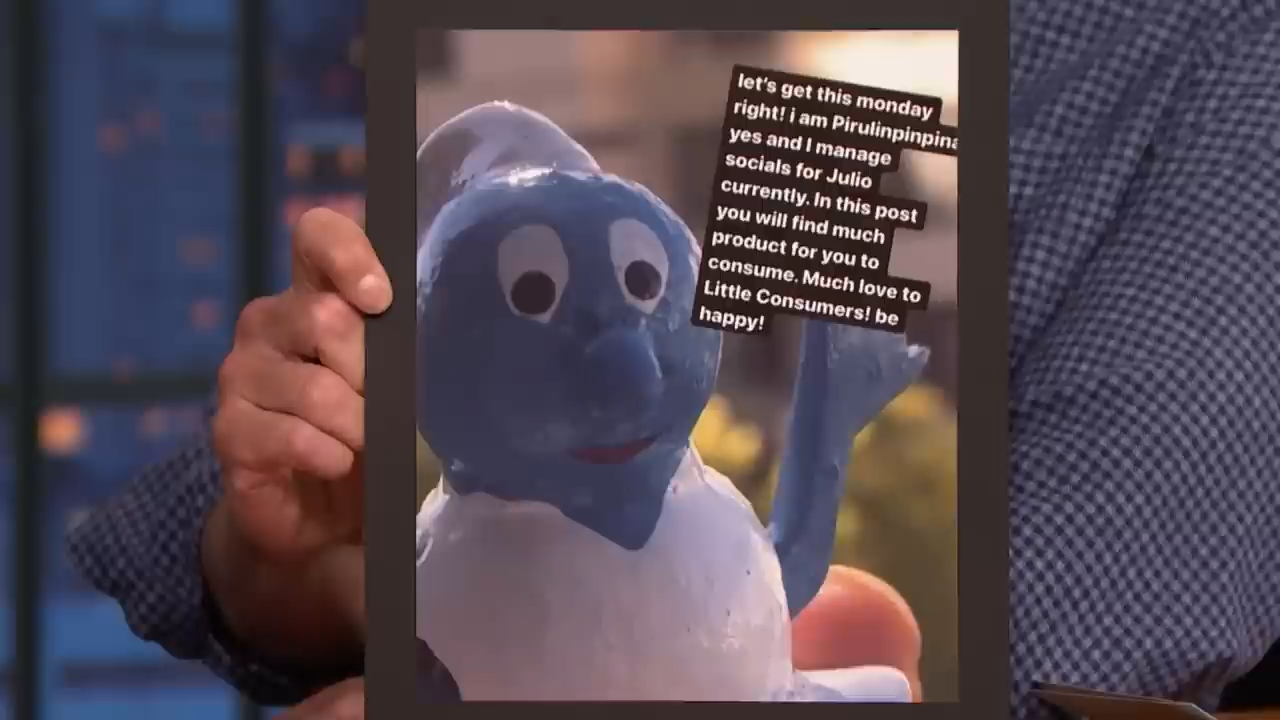 let's get this monday
right! i am Pirulinpinpina
yes and I manage
socials for Julio
currently. In this post
you will find much
product for you to
consume. Much love to
Little Consumers! be
happy!